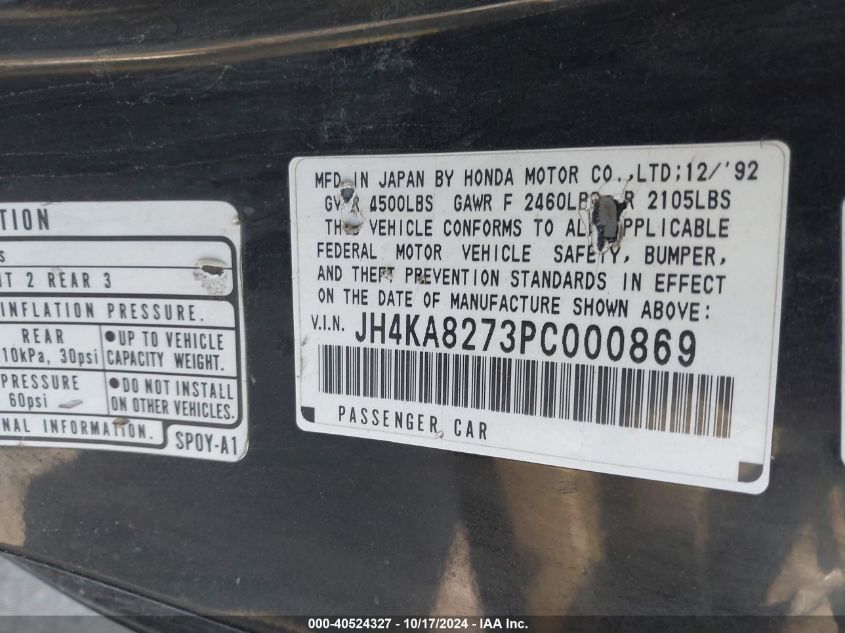 TION
S
T 2 REAR 3
INFLATION PRESSURE.
REAR
10kPa, 30psi
●UP TO VEHICLE
CAPACITY WEIGHT.
PRESSURE
60psi
●DO NOT INSTALL
ON OTHER VEHICLES.
NAL INFORMATION.
SP0Y-A1
MFD. IN JAPAN BY HONDA MOTOR CO.,LTD;12/'92
4500LBS GAWR F 2460LB R 2105LBS
VEHICLE CONFORMS TO APPLICABLE
FEDERAL MOTOR VEHICLE SAFETY, BUMPER,
AND THEFT PREVENTION STANDARDS IN EFFECT
ON THE DATE OF MANUFACTURE SHOWN ABOVE:
V.I.N. JH4KA8273PC000869
PASSENGER CAR
000-40524327 - 10/17/2024 - IAA Inc.